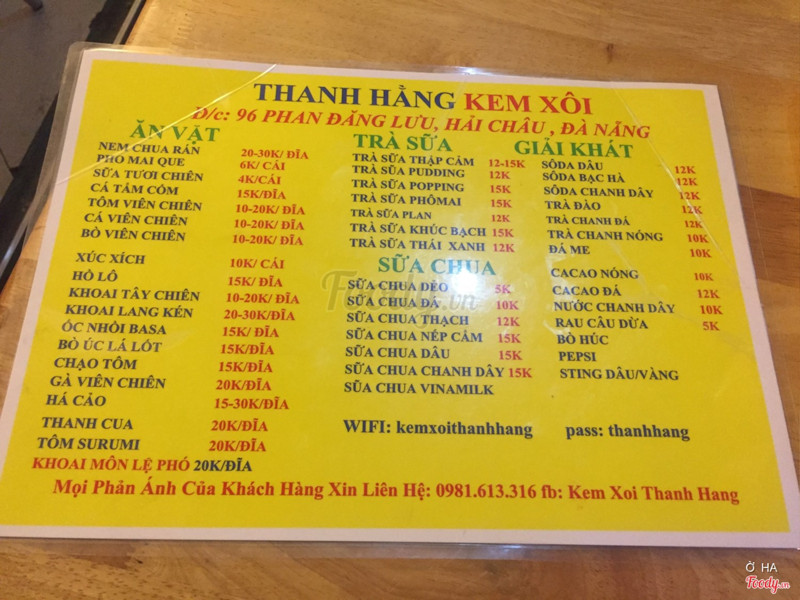 THANH HẰNG KEM XÔI
Đ/c: 96 PHAN ĐĂNG LƯU, HẢI CHÂU , ĐÀ NẴNG
ĂN VẶT
NEM CHUA RÁN 20-30K/ ĐĨA
PHÔ MAI QUE 6K/ CÁI
SỮA TƯƠI CHIÊN 4K/CÁI
CÁ TẨM CỐM 15K/ĐĨA
TÔM VIÊN CHIÊN 10-20K/ ĐĨA
CÁ VIÊN CHIÊN 10-20K/ ĐĨA
BÒ VIÊN CHIÊN 10-20K/ ĐĨA
XÚC XÍCH 10K/ CÁI
HỒ LÔ 15K/ ĐĨA
KHOAI TÂY CHIÊN 10-20K/ ĐĨA
KHOAI LANG KÉN 20-30K/ĐĨA
ỐC NHỒI BASA 15K/ ĐĨA
BÒ ÚC LÁ LỐT 15K/ĐĨA
CHẠO TÔM 15K/ĐĨA
GÀ VIÊN CHIÊN 20K/ĐĨA
HÁ CẢO 15-30K/ĐĨA
THANH CUA 20K/ĐĨA
TÔM SURUMI 20K/ĐĨA
KHOAI MÔN LỆ PHÓ 20K/ĐĨA
TRÀ SỮA
TRÀ SỮA THẬP CẨM 12-15K
TRÀ SỮA PUDDING 12K
TRÀ SỮA POPPING 15K
TRÀ SỮA PHÔMAI 15K
TRÀ SỮA PLAN 12K
TRÀ SỮA KHÚC BẠCH 15K
TRÀ SỮA THÁI XANH 12K
SỮA CHUA
SỮA CHUA DẺO 5K
SỮA CHUA ĐÁ 10K
SỮA CHUA THẠCH 12K
SỮA CHUA NẾP CẨM 15K
SỮA CHUA DÂU 15K
SỮA CHUA CHANH DÂY 15K
SŨA CHUA VINAMILK
GIẢI KHÁT
SÔDA DÂU 12K
SÔDA BẠC HÀ 12K
SÔDA CHANH DÂY 12K
TRÀ ĐÀO 12K
TRÀ CHANH ĐÁ 12K
TRÀ CHANH NÓNG 10K
ĐÁ ME 10K
CACAO NÓNG 10K
CACAO ĐÁ 12K
NƯỚC CHANH DÂY 10K
RAU CÂU DỪA 5K
BÒ HÚC
PEPSI
STING DÂU/VÀNG
WIFI: kemxoithanhhang pass: thanhhang
Mọi Phản Ánh Của Khách Hàng Xin Liên Hệ: 0981.613.316 fb: Kem Xoi Thanh Hang
Foody.vn
Ở HA
Foody.vn